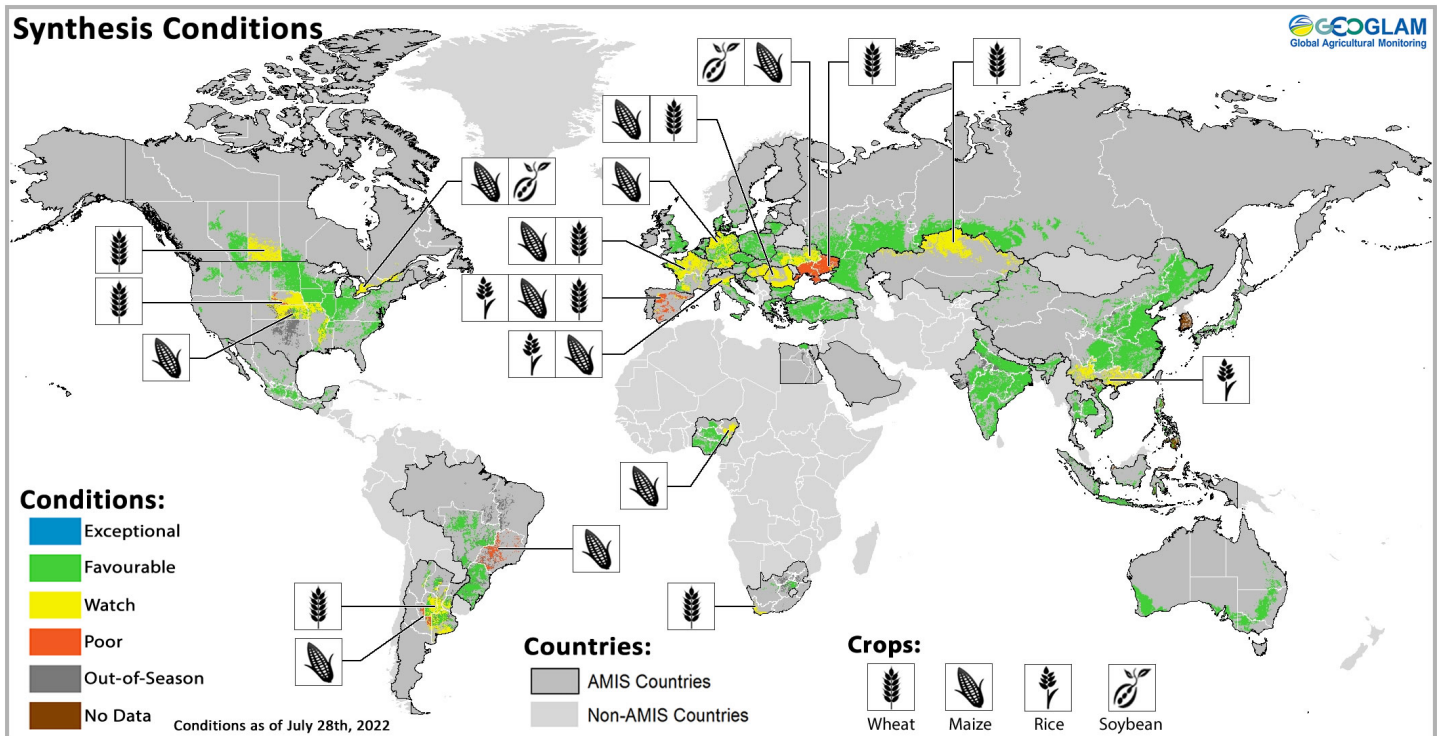 Synthesis Conditions
GEOGLAM
Global Agricultural Monitoring
Conditions:
Exceptional
Favourable
Watch
Poor
Out-of-Season
No Data
Conditions as of July 28th, 2022
Countries:
AMIS Countries
Non-AMIS Countries
Crops:
Wheat
Maize
Rice
Soybean